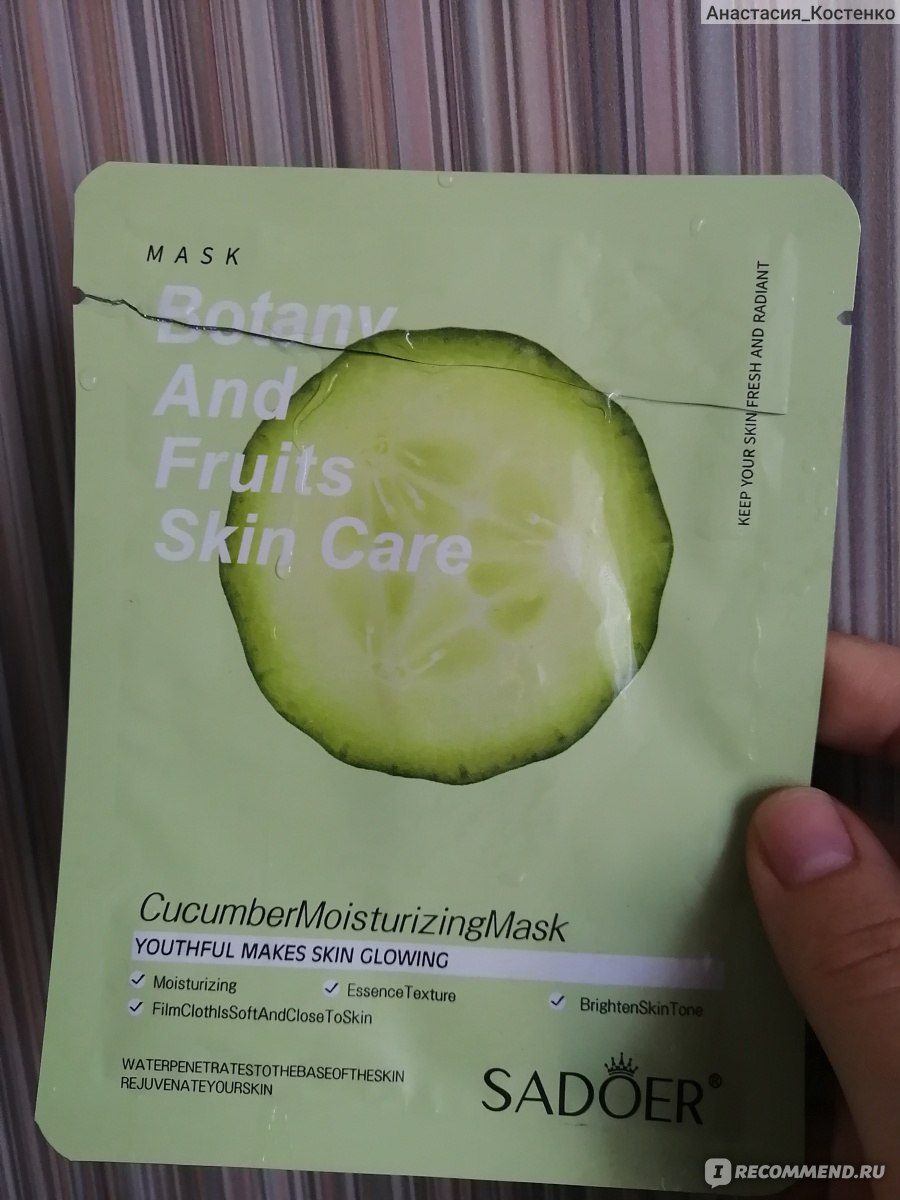 Анастасия_Костенко
MASK
Botany
And
Fruits
Skin Care
KEEP YOUR SKIN FRESH AND RADIANT
CucumberMoisturizingMask
YOUTHFUL MAKES SKIN GLOWING
Moisturizing
EssenceTexture
BrightenSkinTone
FilmClothIsSoftAndCloseToSkin
WATERPENETRATESTOTHEBASEOFTHESKIN
REJUVENATEYOURSKIN
SADOER®
IRECOMMEND.RU